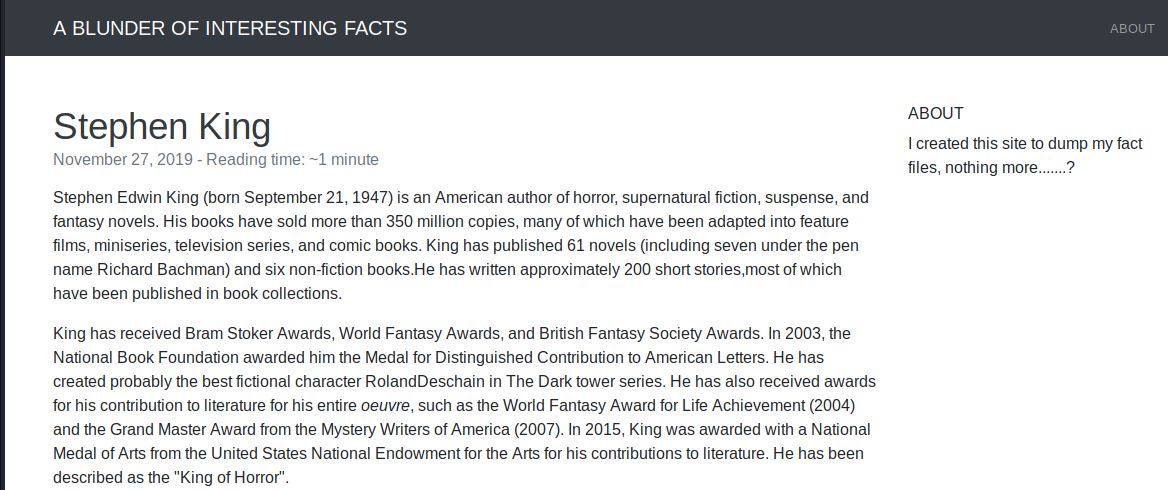 A BLUNDER OF INTERESTING FACTS
ABOUT
Stephen King
November 27, 2019 - Reading time: ~1 minute
Stephen Edwin King (born September 21, 1947) is an American author of horror, supernatural fiction, suspense, and
fantasy novels. His books have sold more than 350 million copies, many of which have been adapted into feature
films, miniseries, television series, and comic books. King has published 61 novels (including seven under the pen
name Richard Bachman) and six non-fiction books.He has written approximately 200 short stories,most of which
have been published in book collections.
King has received Bram Stoker Awards, World Fantasy Awards, and British Fantasy Society Awards. In 2003, the
National Book Foundation awarded him the Medal for Distinguished Contribution to American Letters. He has
created probably the best fictional character RolandDeschain in The Dark tower series. He has also received awards
for his contribution to literature for his entire oeuvre, such as the World Fantasy Award for Life Achievement (2004)
and the Grand Master Award from the Mystery Writers of America (2007). In 2015, King was awarded with a National
Medal of Arts from the United States National Endowment for the Arts for his contributions to literature. He has been
described as the "King of Horror".
ABOUT
I created this site to dump my fact
files, nothing more.......?